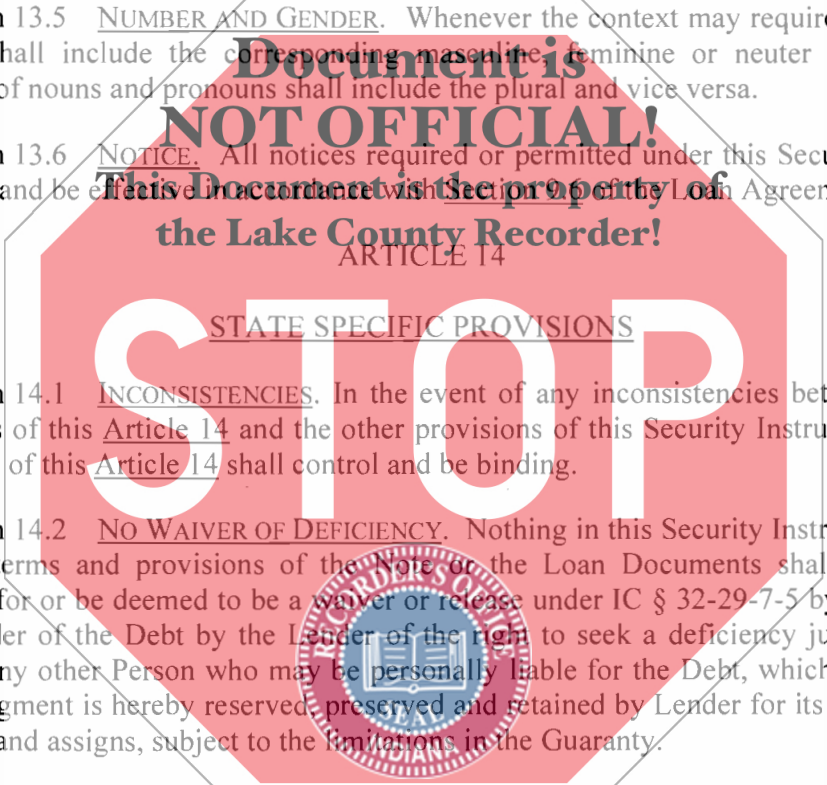 n 13.5 NUMBER AND GENDER. Whenever the context may require
hall include the corresponding masculine, feminine or neuter
of nouns and pronouns shall include the plural and vice versa.
Document is
NOT OFFICIAL!
This Document is the property of
the Lake County Recorder!
n 13.6 NOTICE. All notices required or permitted under this Secu
and be effective in accordance with Section 9.6 of the Loan Agreen
ARTICLE 14
STATE SPECIFIC PROVISIONS
STOP
n 14.1 INCONSISTENCIES. In the event of any inconsistencies bet
s of this Article 14 and the other provisions of this Security Instru
of this Article 14 shall control and be binding.
n 14.2 NO WAIVER OF DEFICIENCY. Nothing in this Security Instr
erms and provisions of the Note or the Loan Documents shal
for or be deemed to be a waiver or release under IC § 32-29-7-5 by
er of the Debt by the Lender of the right to seek a deficiency ju
ny other Person who may be personally liable for the Debt, which
gment is hereby reserved, preserved and retained by Lender for its
and assigns, subject to the limitations in the Guaranty.
RECORDER'S OFFICE
SEAL
INDIANA